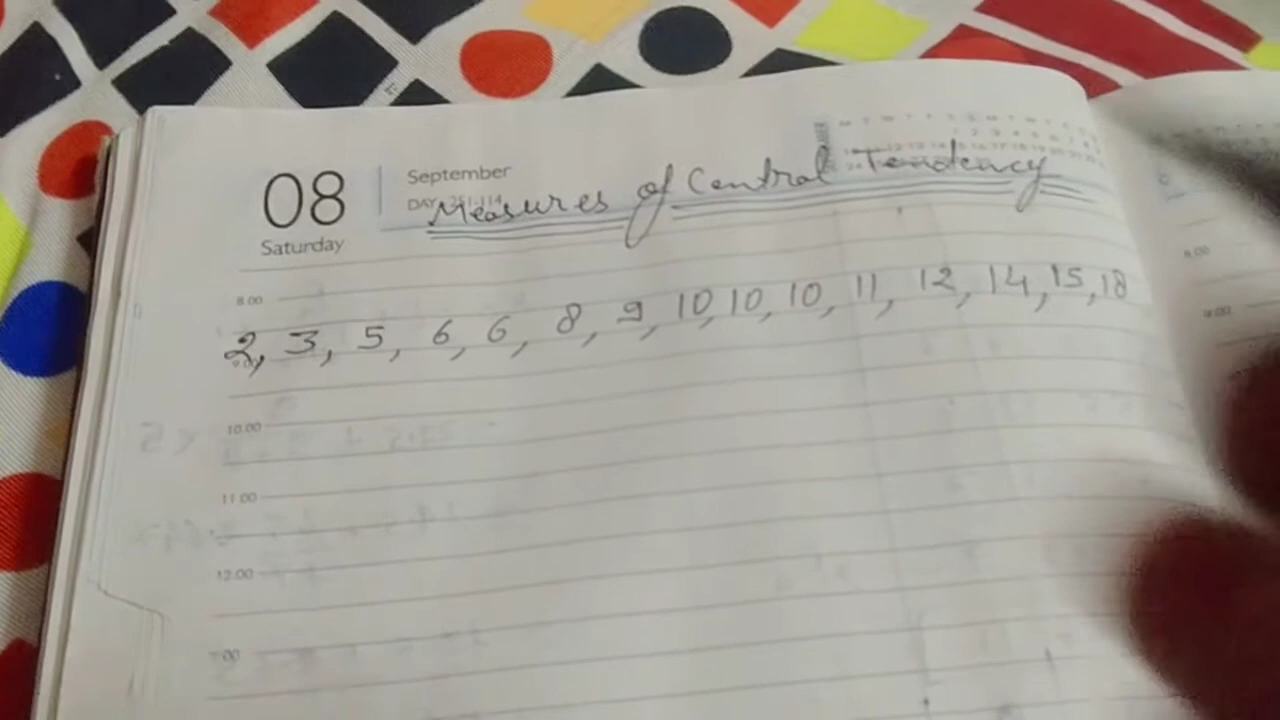 08
September
Saturday
Measures of Central Tendency
8.00
2, 3, 5, 6, 6, 8, 9, 10, 10, 10, 11, 12, 14, 15, 18
10.00
11.00
12.00